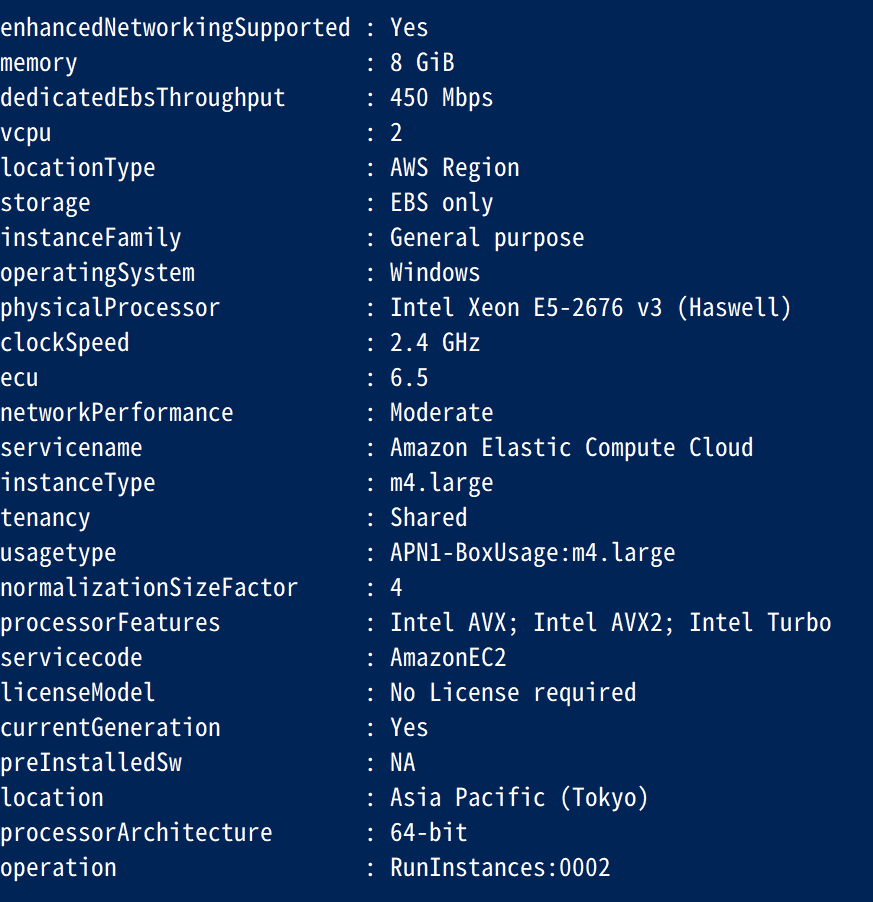 enhancedNetworkingSupported : Yes
memory                      : 8 GiB
dedicatedEbsThroughput      : 450 Mbps
vcpu                        : 2
locationType                : AWS Region
storage                     : EBS only
instanceFamily              : General purpose
operatingSystem             : Windows
physicalProcessor           : Intel Xeon E5-2676 v3 (Haswell)
clockSpeed                  : 2.4 GHz
ecu                         : 6.5
networkPerformance          : Moderate
servicename                 : Amazon Elastic Compute Cloud
instanceType                : m4.large
tenancy                     : Shared
usagetype                   : APN1-BoxUsage:m4.large
normalizationSizeFactor     : 4
processorFeatures           : Intel AVX; Intel AVX2; Intel Turbo
servicecode                 : AmazonEC2
licenseModel                : No License required
currentGeneration           : Yes
preInstalledSw              : NA
location                    : Asia Pacific (Tokyo)
processorArchitecture       : 64-bit
operation                   : RunInstances:0002